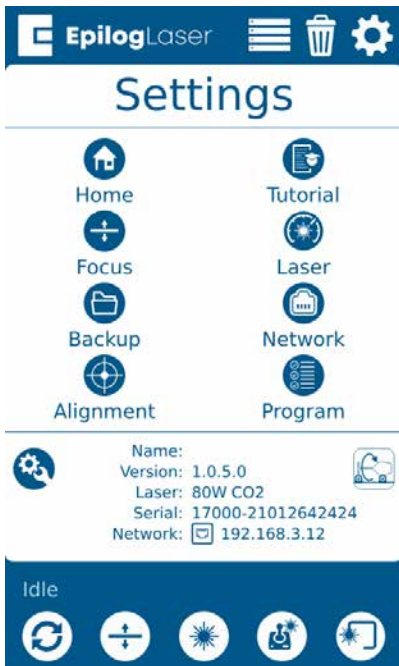 EpilogLaser
Settings
Home Tutorial
Focus Laser
Backup Network
Alignment Program
Name:
Version: 1.0.5.0
Laser: 80W CO2
Serial: 17000-21012642424
Network: 192.168.3.12
Idle